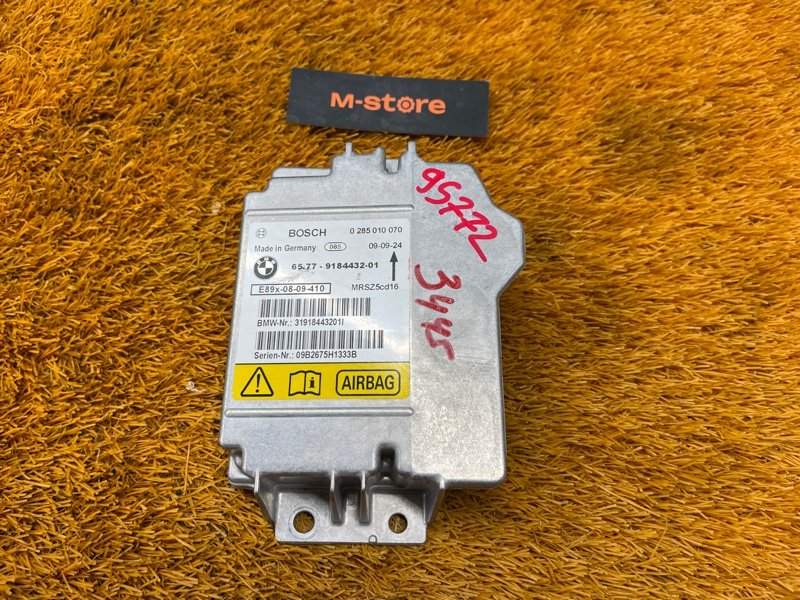 M-store
95772
3445
BOSCH 0 285 010 070
Made in Germany 085 09-09-24
65.77 - 9184432-01
E89x-08-09-410 MRSZ5cd16
BMW-Nr.: 31918443201I
Serien-Nr.: 09B2675H1333B
AIRBAG